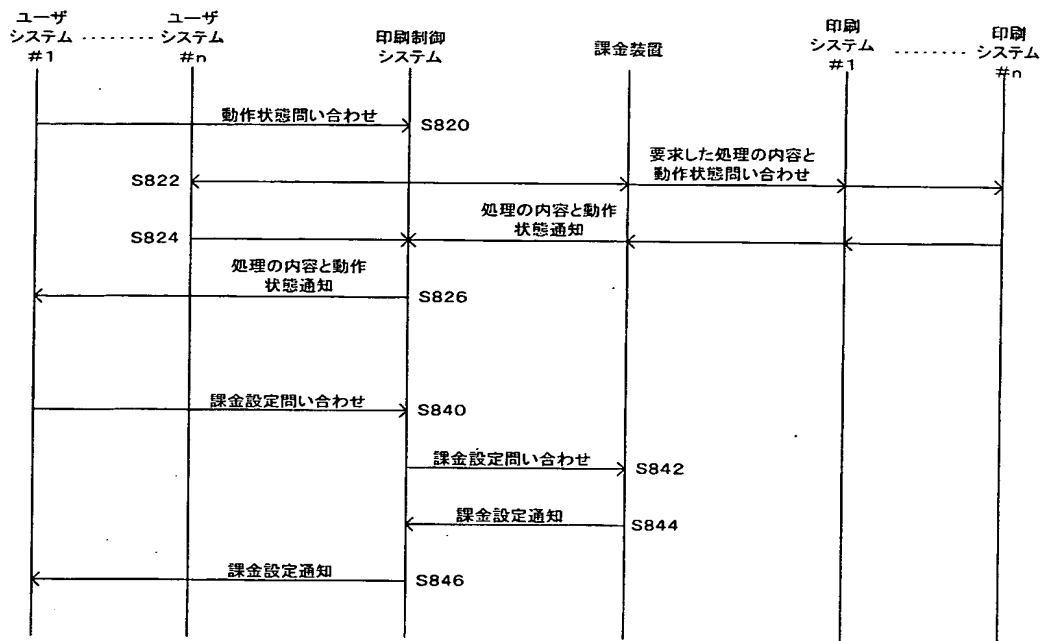 ユーザ
システム
#1
.........
ユーザ
システム
#n
印刷制御
システム
課金装置
印刷
システム
#1
.........
印刷
システム
#n
動作状態問い合わせ
S820
要求した処理の内容と
動作状態問い合わせ
S822
処理の内容と動作
状態通知
S824
処理の内容と動作
状態通知
S826
課金設定問い合わせ
S840
課金設定問い合わせ
S842
課金設定通知
S844
課金設定通知
S846